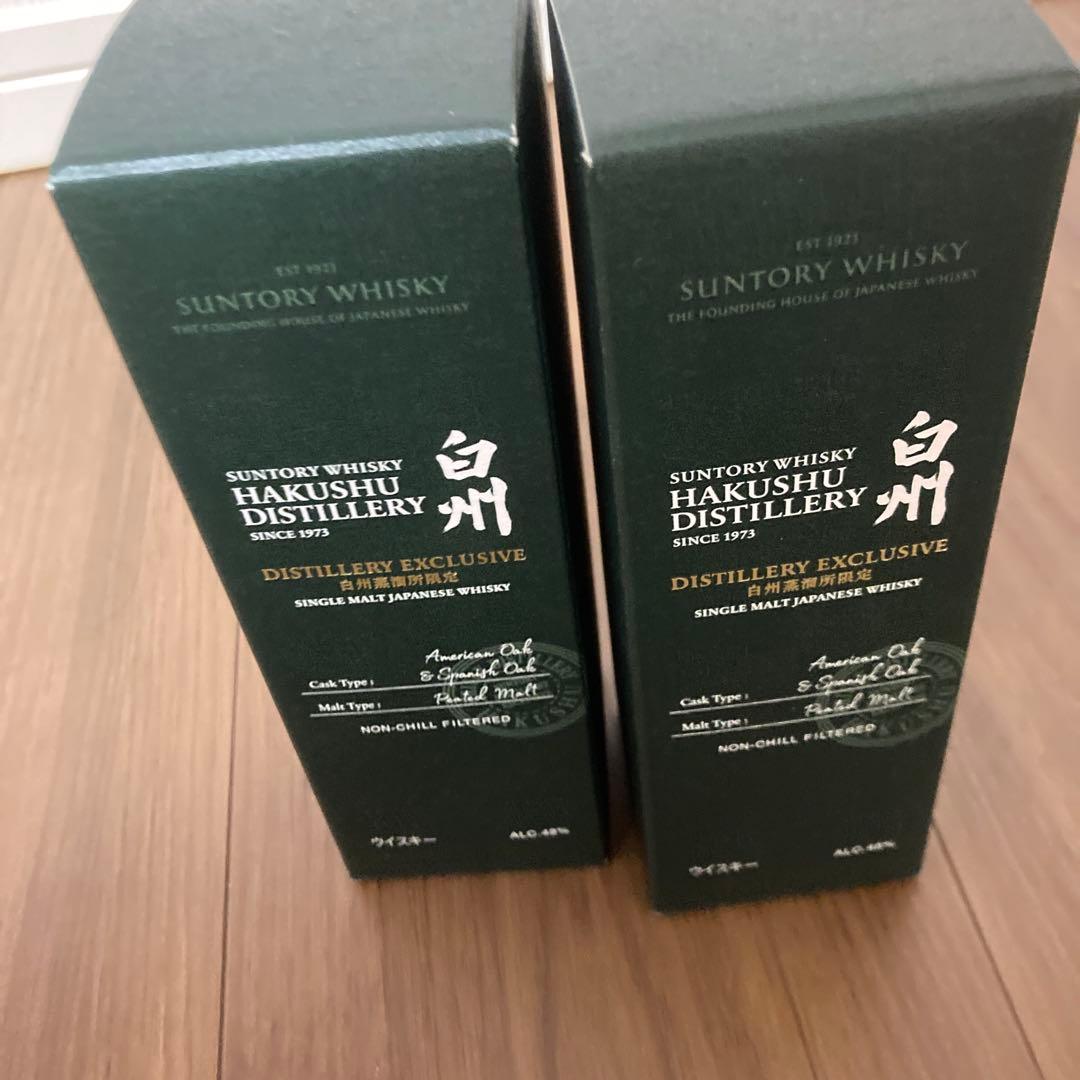 EST 1923
SUNTORY WHISKY
THE FOUNDING HOUSE OF JAPANESE WHISKY
SUNTORY WHISKY
HAKUSHU
DISTILLERY
SINCE 1973
白州
DISTILLERY EXCLUSIVE
白州蒸溜所限定
SINGLE MALT JAPANESE WHISKY
Cask Type : American Oak
& Spanish Oak
Malt Type : Peated Malt
NON-CHILL FILTERED
ウイスキー ALC.48%
EST 1923
SUNTORY WHISKY
THE FOUNDING HOUSE OF JAPANESE WHISKY
SUNTORY WHISKY
HAKUSHU
DISTILLERY
SINCE 1973
白州
DISTILLERY EXCLUSIVE
白州蒸溜所限定
SINGLE MALT JAPANESE WHISKY
Cask Type : American Oak
& Spanish Oak
Malt Type : Peated Malt
NON-CHILL FILTERED
ウイスキー ALC.48%